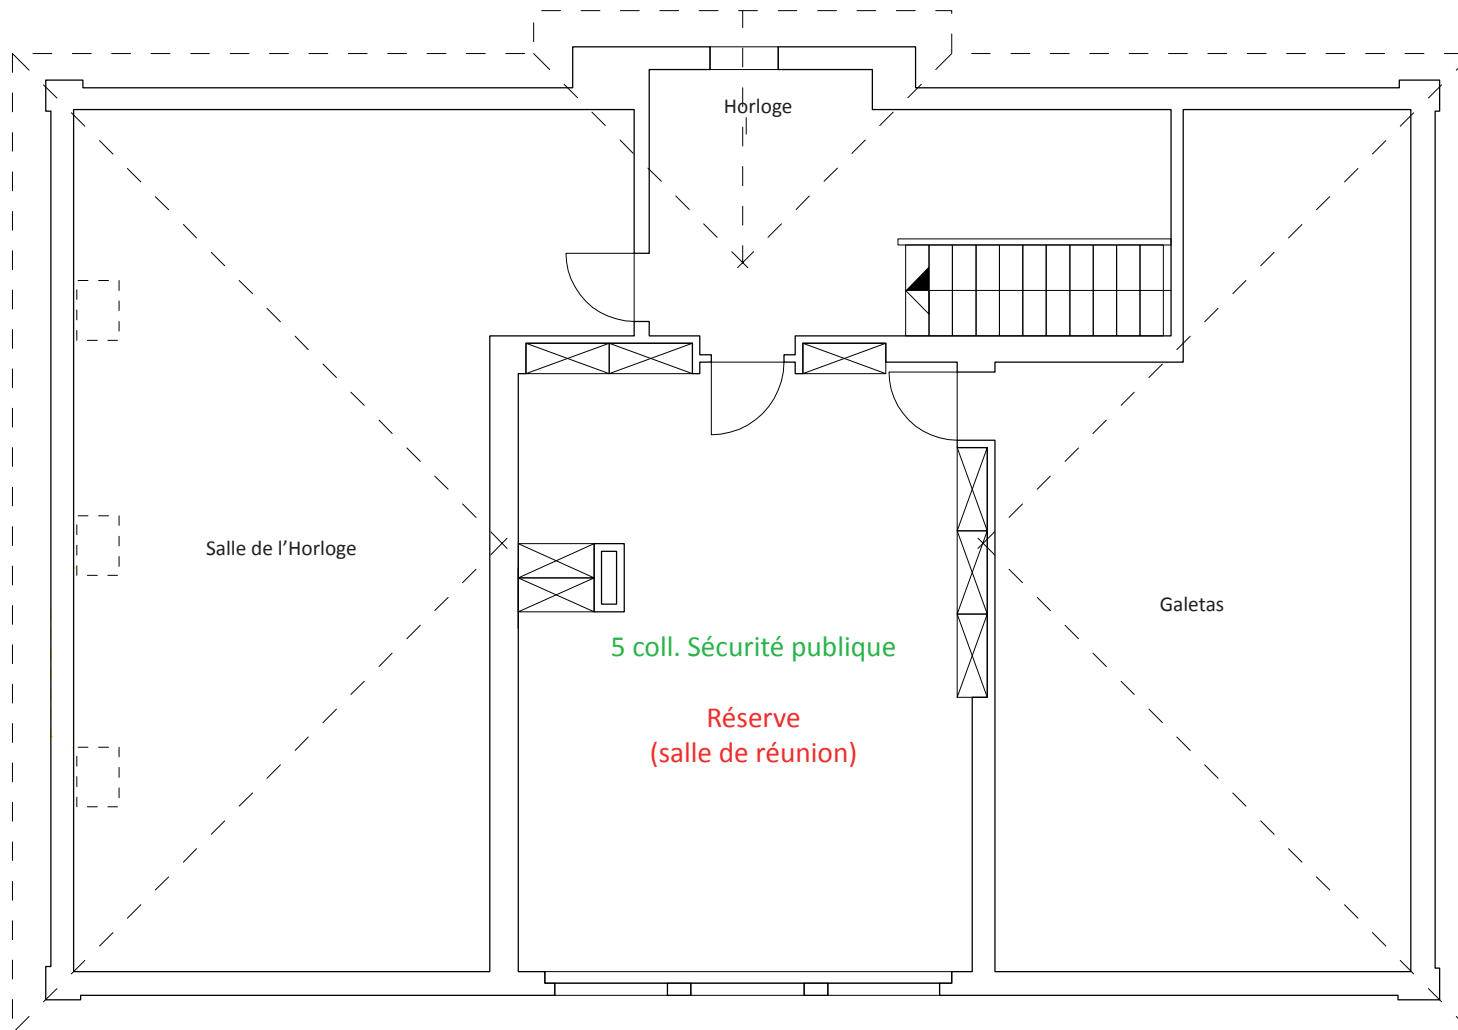 Horloge
Salle de l'Horloge
Galetas
5 coll. Sécurité publique
Réserve
(salle de réunion)